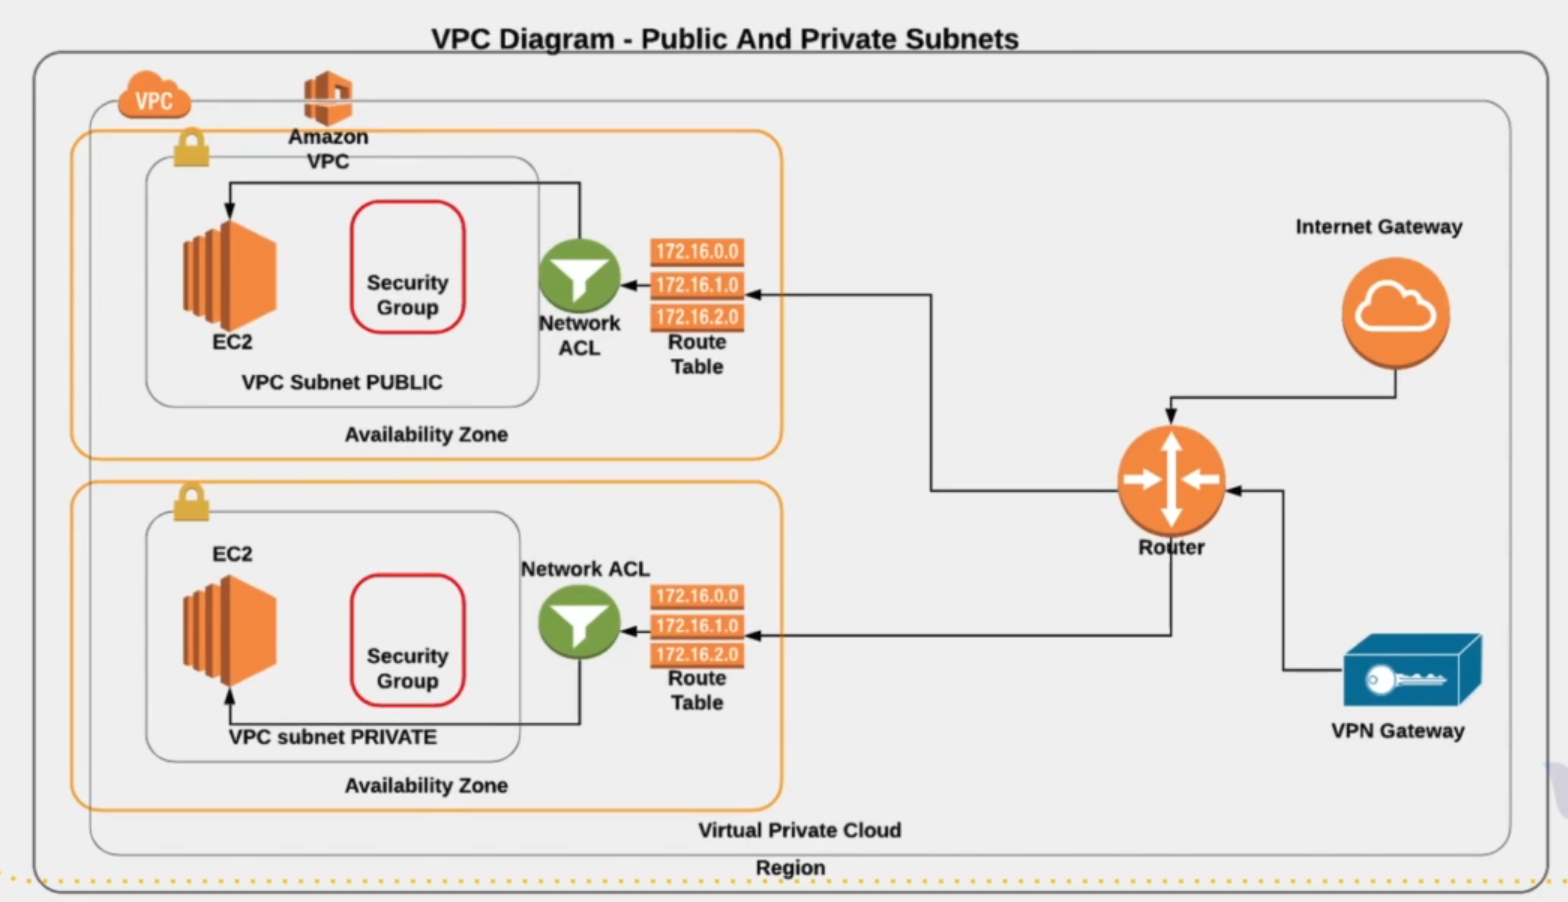 VPC Diagram - Public And Private Subnets
VPC
Amazon
VPC
Security
Group
EC2
VPC Subnet PUBLIC
Network
ACL
172.16.0.0
172.16.1.0
172.16.2.0
Route
Table
Availability Zone
Internet Gateway
Router
EC2
Security
Group
VPC subnet PRIVATE
Network ACL
172.16.0.0
172.16.1.0
172.16.2.0
Route
Table
Availability Zone
VPN Gateway
Virtual Private Cloud
Region